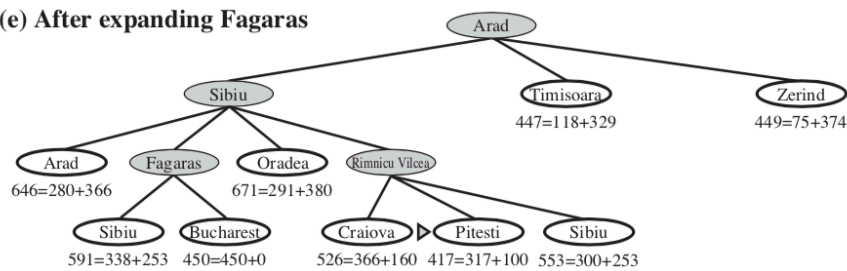 (e) After expanding Fagaras
Arad
Sibiu
Timisoara
Zerind
447=118+329
449=75+374
Arad
Fagaras
Oradea
Rimnicu Vilcea
646=280+366
671=291+380
Sibiu
Bucharest
Craiova
Pitesti
Sibiu
591=338+253
450=450+0
526=366+160
417=317+100
553=300+253